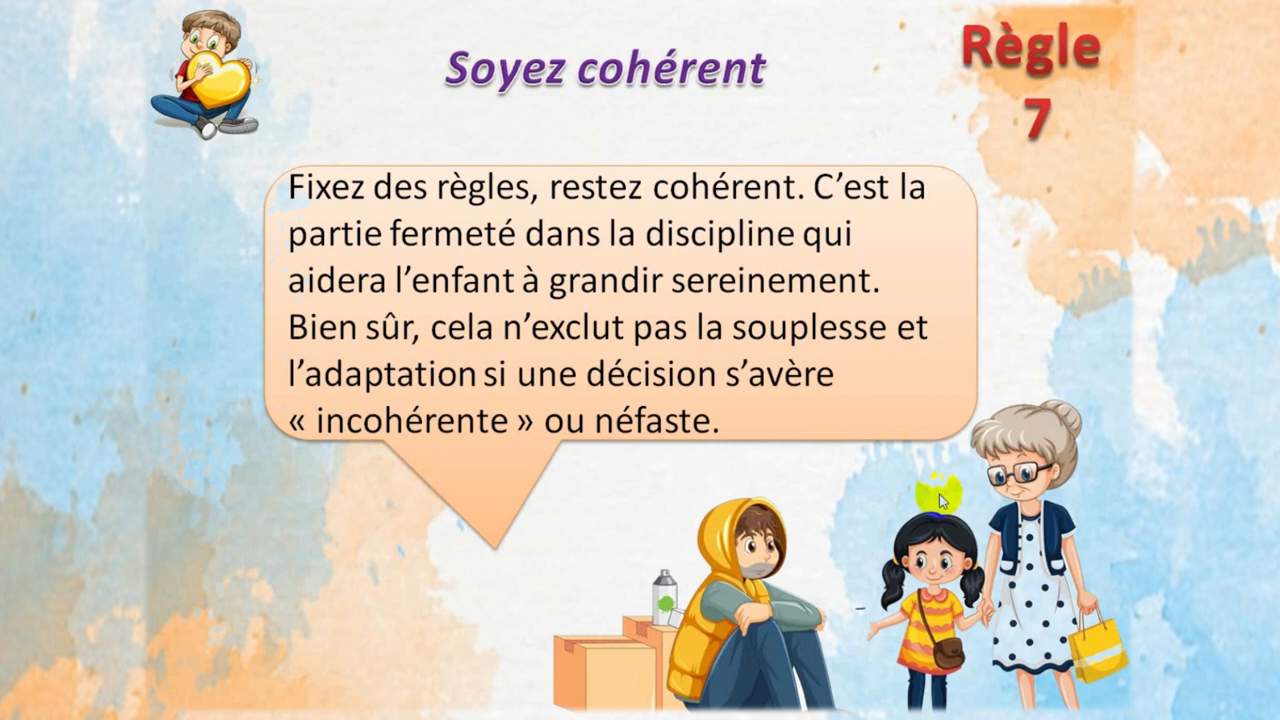 Soyez cohérent
Règle
7
Fixez des règles, restez cohérent. C’est la
partie fermeté dans la discipline qui
aidera l’enfant à grandir sereinement.
Bien sûr, cela n’exclut pas la souplesse et
l’adaptation si une décision s’avère
« incohérente » ou néfaste.